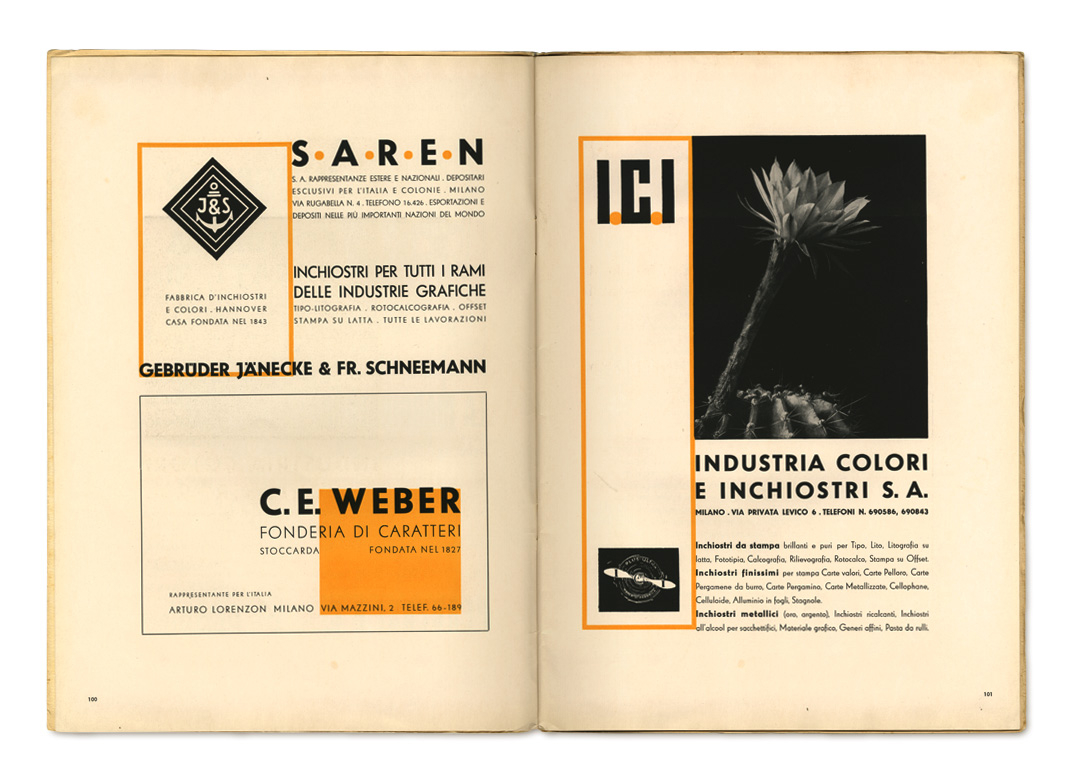 S·A·R·E·N
S. A. RAPPRESENTANZE ESTERE E NAZIONALI . DEPOSITARI
ESCLUSIVI PER L'ITALIA E COLONIE . MILANO
VIA RUGABELLA N. 4 . TELEFONO 16.426 . ESPORTAZIONI E
DEPOSITI NELLE PIÙ IMPORTANTI NAZIONI DEL MONDO
J&S
INCHIOSTRI PER TUTTI I RAMI
DELLE INDUSTRIE GRAFICHE
TIPO-LITOGRAFIA . ROTOCALCOGRAFIA . OFFSET
STAMPA SU LATTA . TUTTE LE LAVORAZIONI
FABBRICA D'INCHIOSTRI
E COLORI . HANNOVER
CASA FONDATA NEL 1843
GEBRÜDER JÄNECKE & FR. SCHNEEMANN
C. E. WEBER
FONDERIA DI CARATTERI
STOCCARDA FONDATA NEL 1827
RAPPRESENTANTE PER L'ITALIA
ARTURO LORENZON MILANO VIA MAZZINI, 2 TELEF. 66-189
100
I.C.I
INDUSTRIA COLORI
E INCHIOSTRI S. A.
MILANO . VIA PRIVATA LEVICO 6 . TELEFONI N. 690586, 690843
Inchiostri da stampa brillanti e puri per Tipo, Lito, Litografia su
latta, Fototipia, Calcografia, Rilievografia, Rotocalco, Stampa su Offset.
Inchiostri finissimi per stampa Carte valori, Carte Pelloro, Carte
Pergamene da burro, Carte Pergamino, Carte Metallizzate, Cellophane,
Celluloide, Alluminio in fogli, Stagnole.
Inchiostri metallici (oro, argento), Inchiostri ricalcanti, Inchiostri
all'alcool per sacchettifici, Materiale grafico, Generi affini, Pasta da rulli.
101